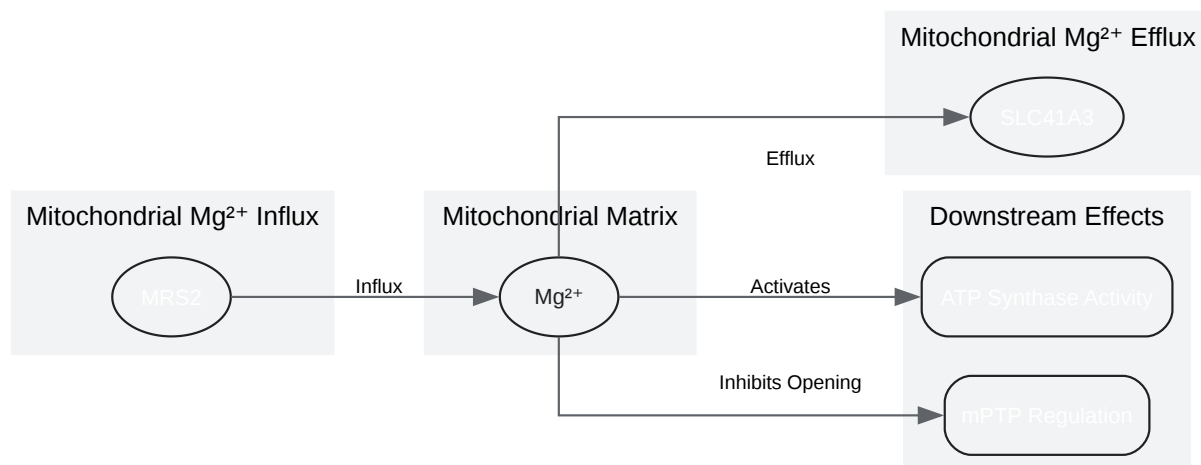 Mitochondrial Mg²⁺ Efflux
SLC41A3
Efflux
Mitochondrial Mg²⁺ Influx
MRS2
Influx
Mitochondrial Matrix
Mg²⁺
Activates
Inhibits Opening
Downstream Effects
ATP Synthase Activity
mPTP Regulation